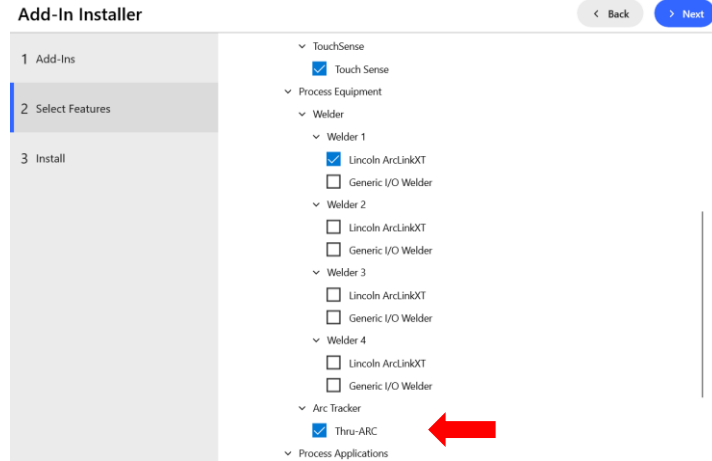 Add-In Installer
Back
Next
1 Add-Ins
2 Select Features
3 Install
TouchSense
Touch Sense
Process Equipment
Welder
Welder 1
Lincoln ArcLinkXT
Generic I/O Welder
Welder 2
Lincoln ArcLinkXT
Generic I/O Welder
Welder 3
Lincoln ArcLinkXT
Generic I/O Welder
Welder 4
Lincoln ArcLinkXT
Generic I/O Welder
Arc Tracker
Thru-ARC
Process Applications